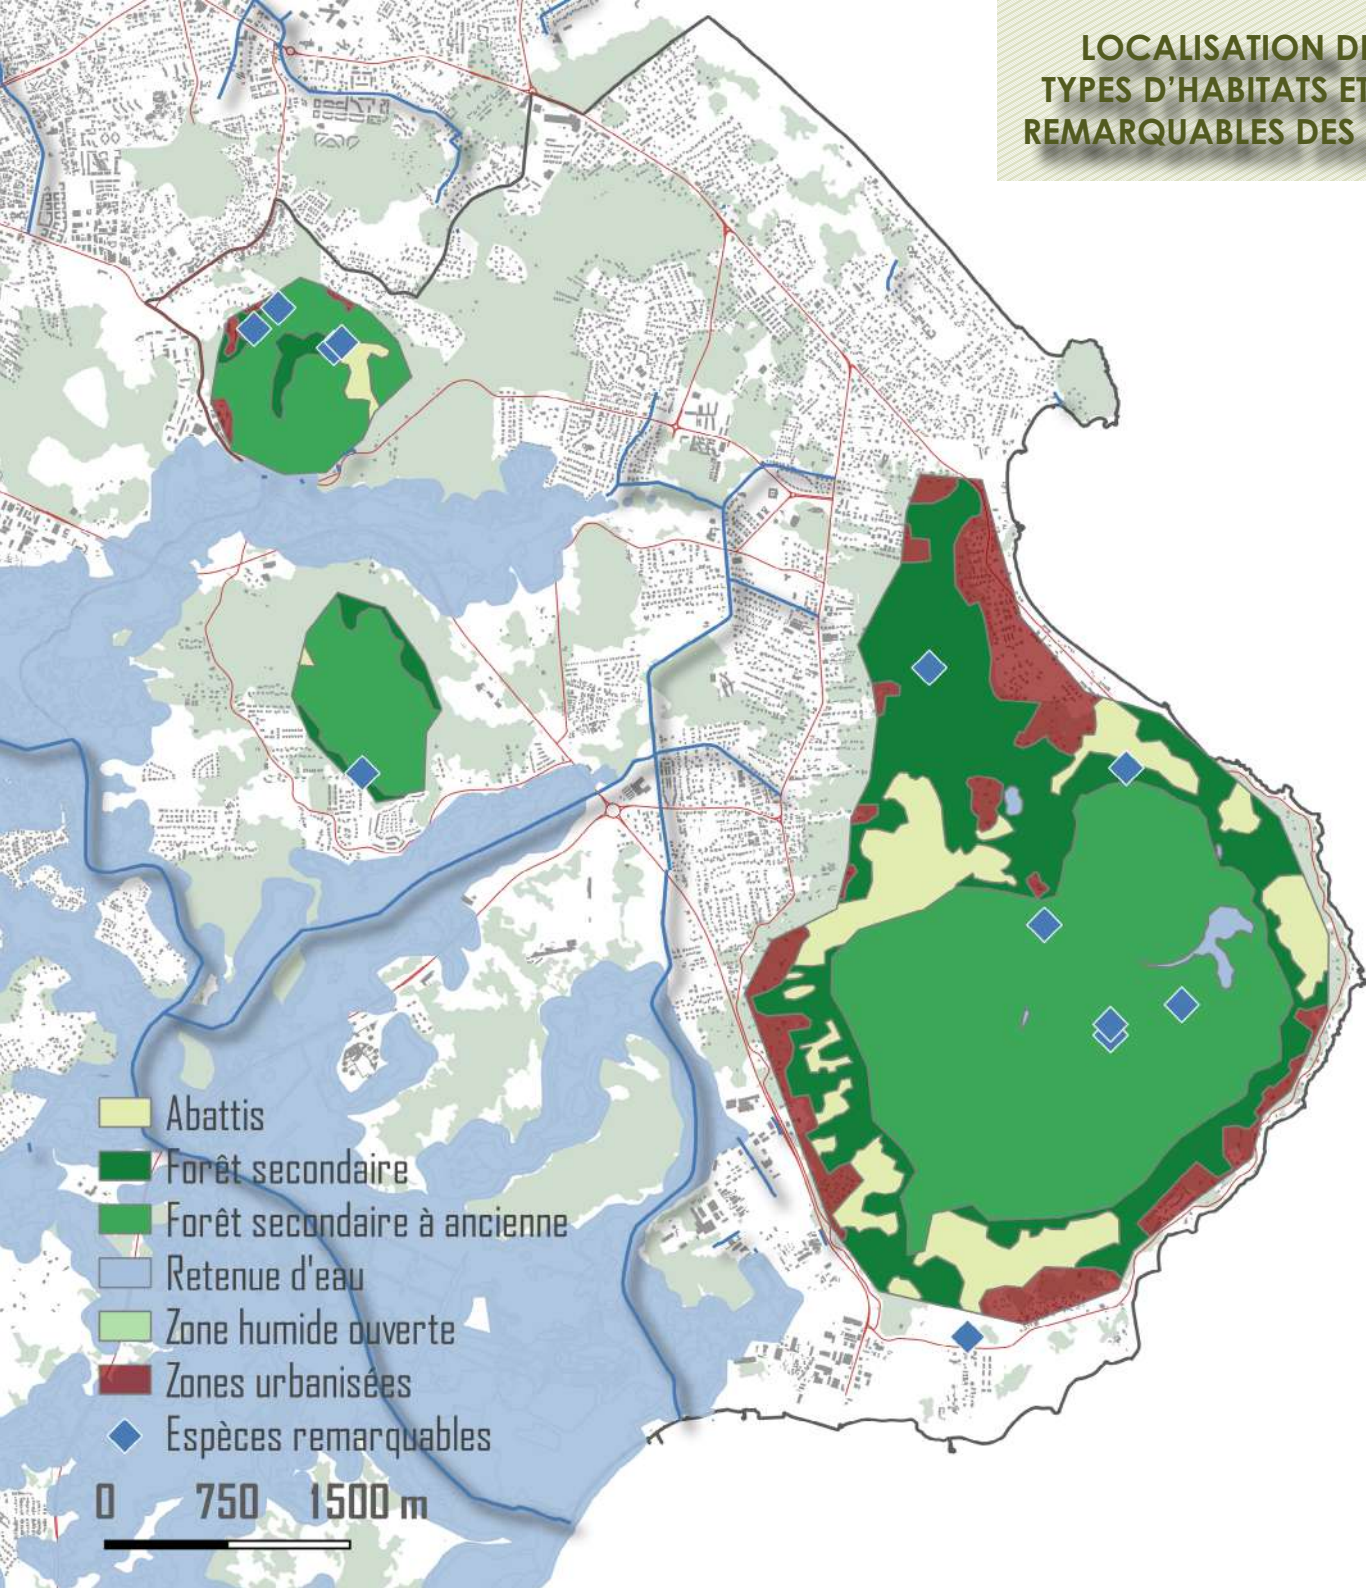 LOCALISATION DE
TYPES D'HABITATS ET
REMARQUABLES DES
Abattis
Forêt secondaire
Forêt secondaire à ancienne
Retenue d'eau
Zone humide ouverte
Zones urbanisées
Espèces remarquables
0 750 1500 m